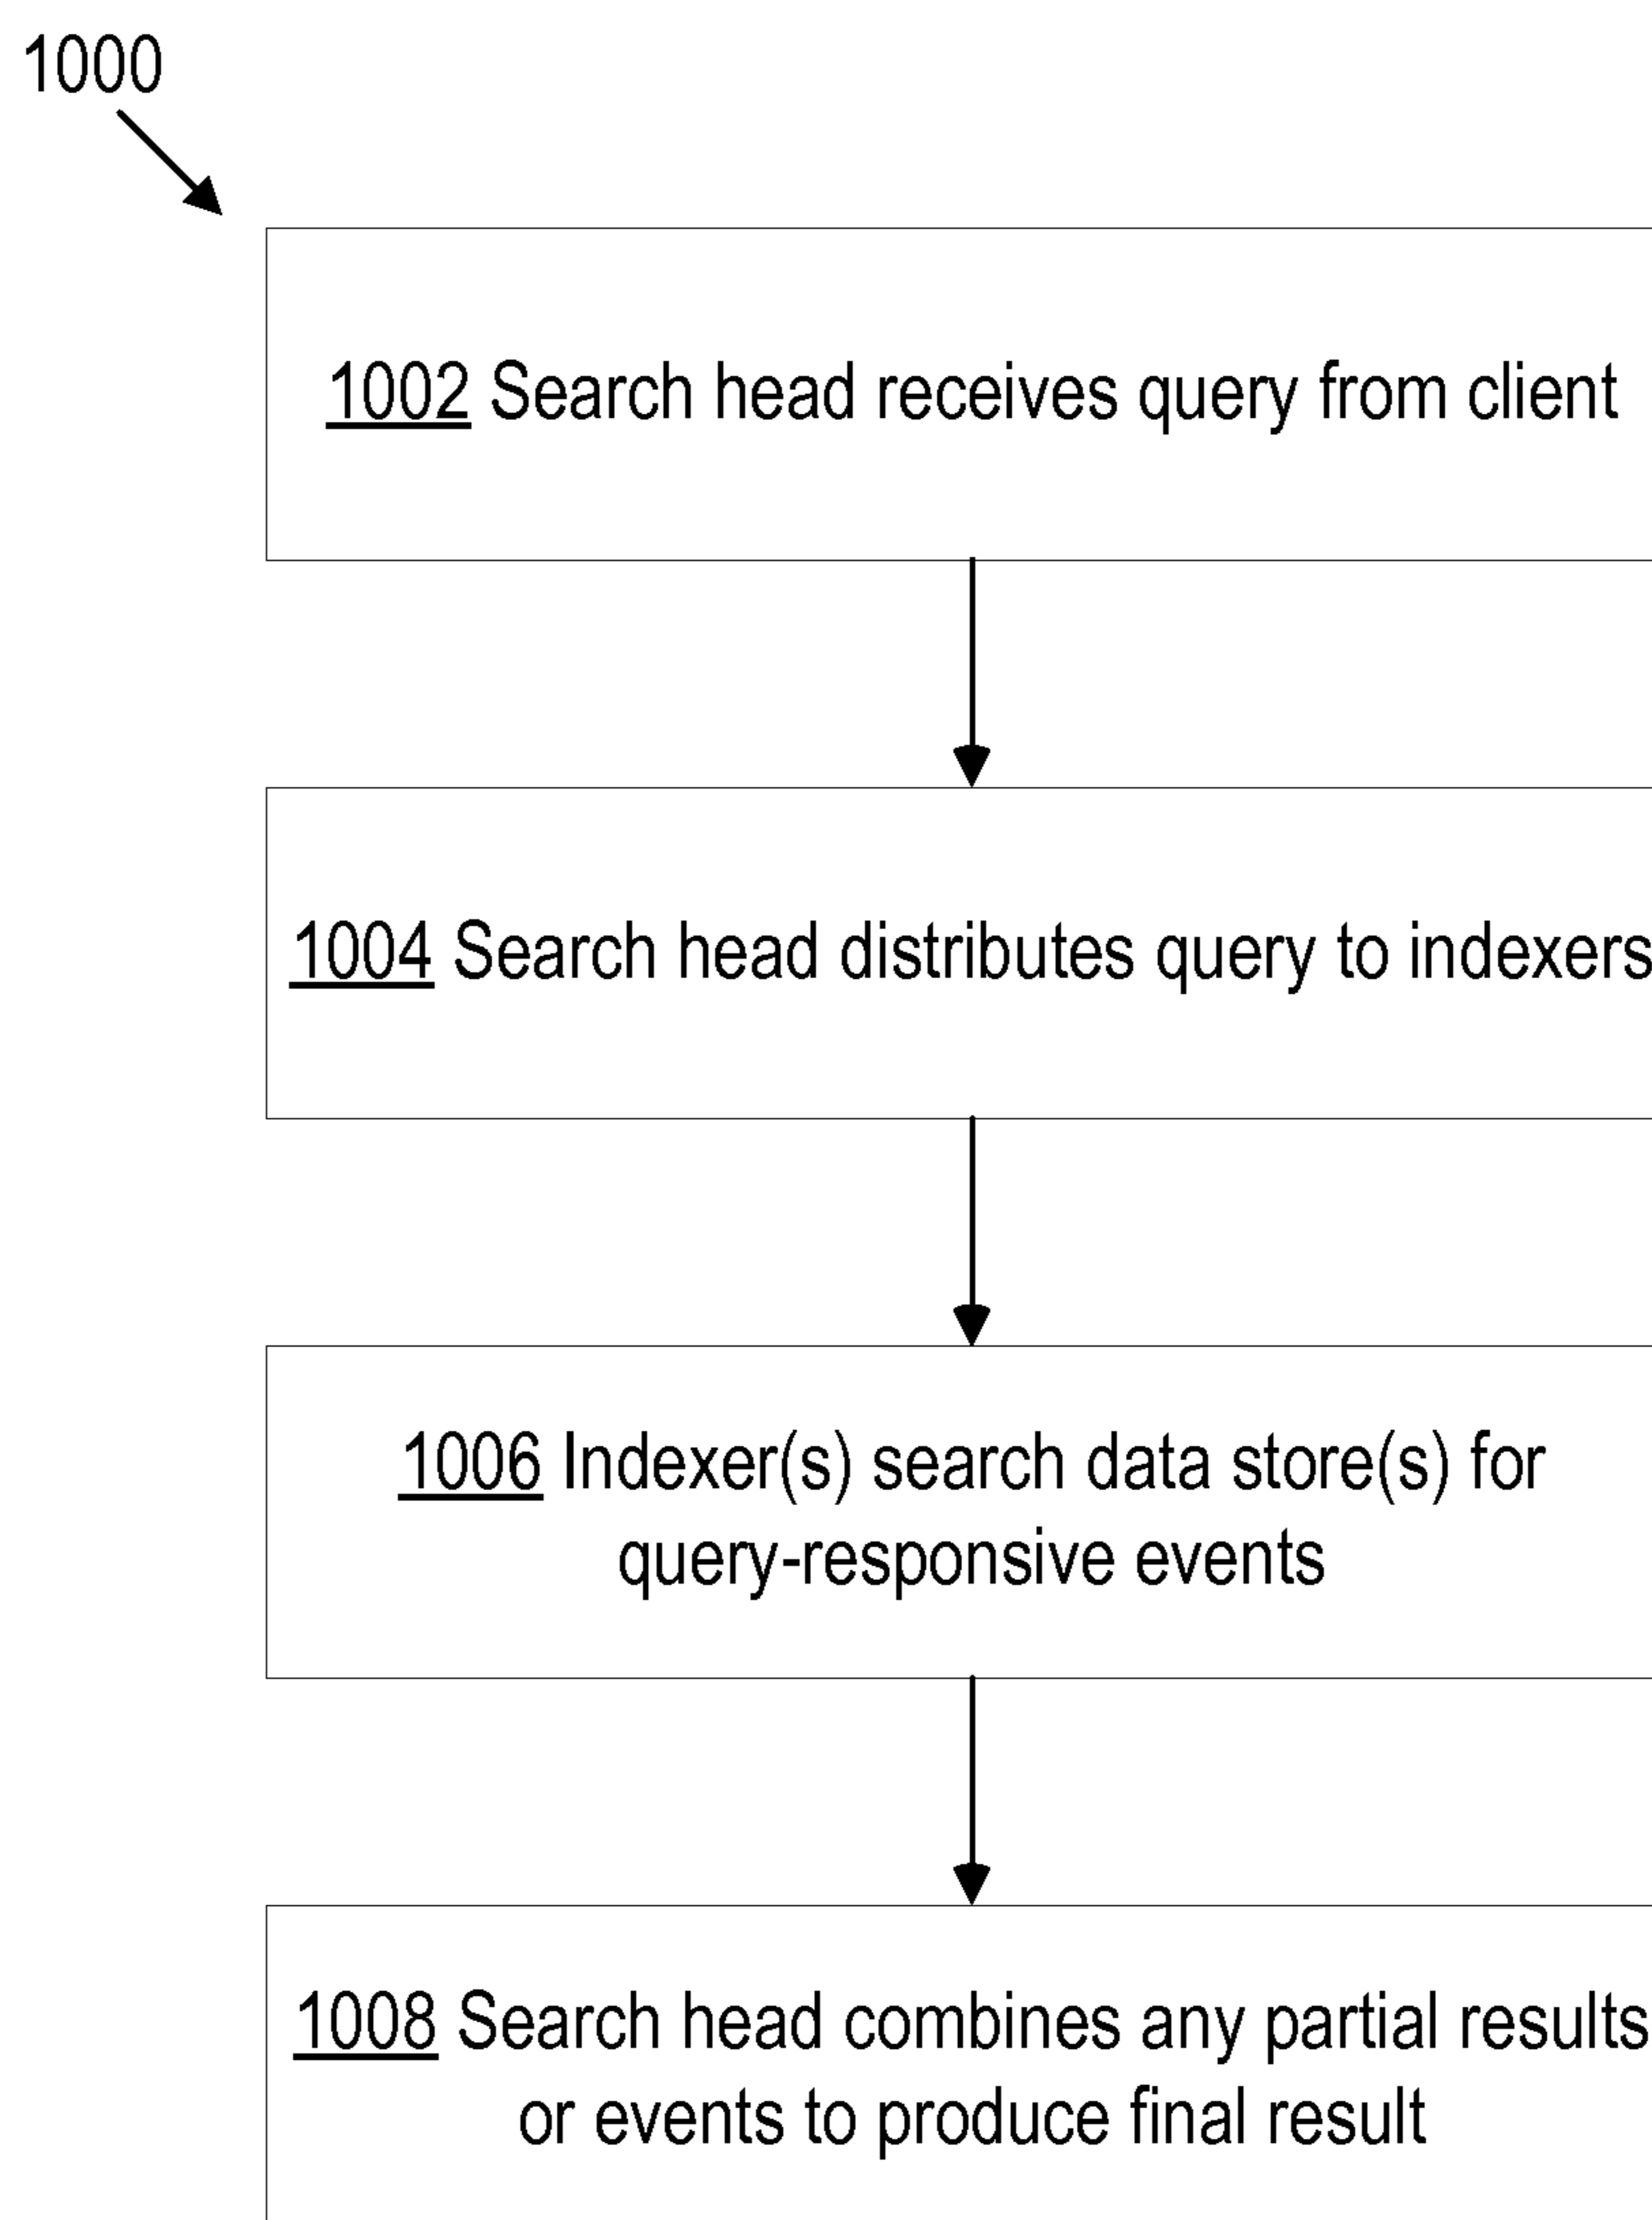 1000
1002 Search head receives query from client
1004 Search head distributes query to indexers
1006 Indexer(s) search data store(s) for
query-responsive events
1008 Search head combines any partial results
or events to produce final result